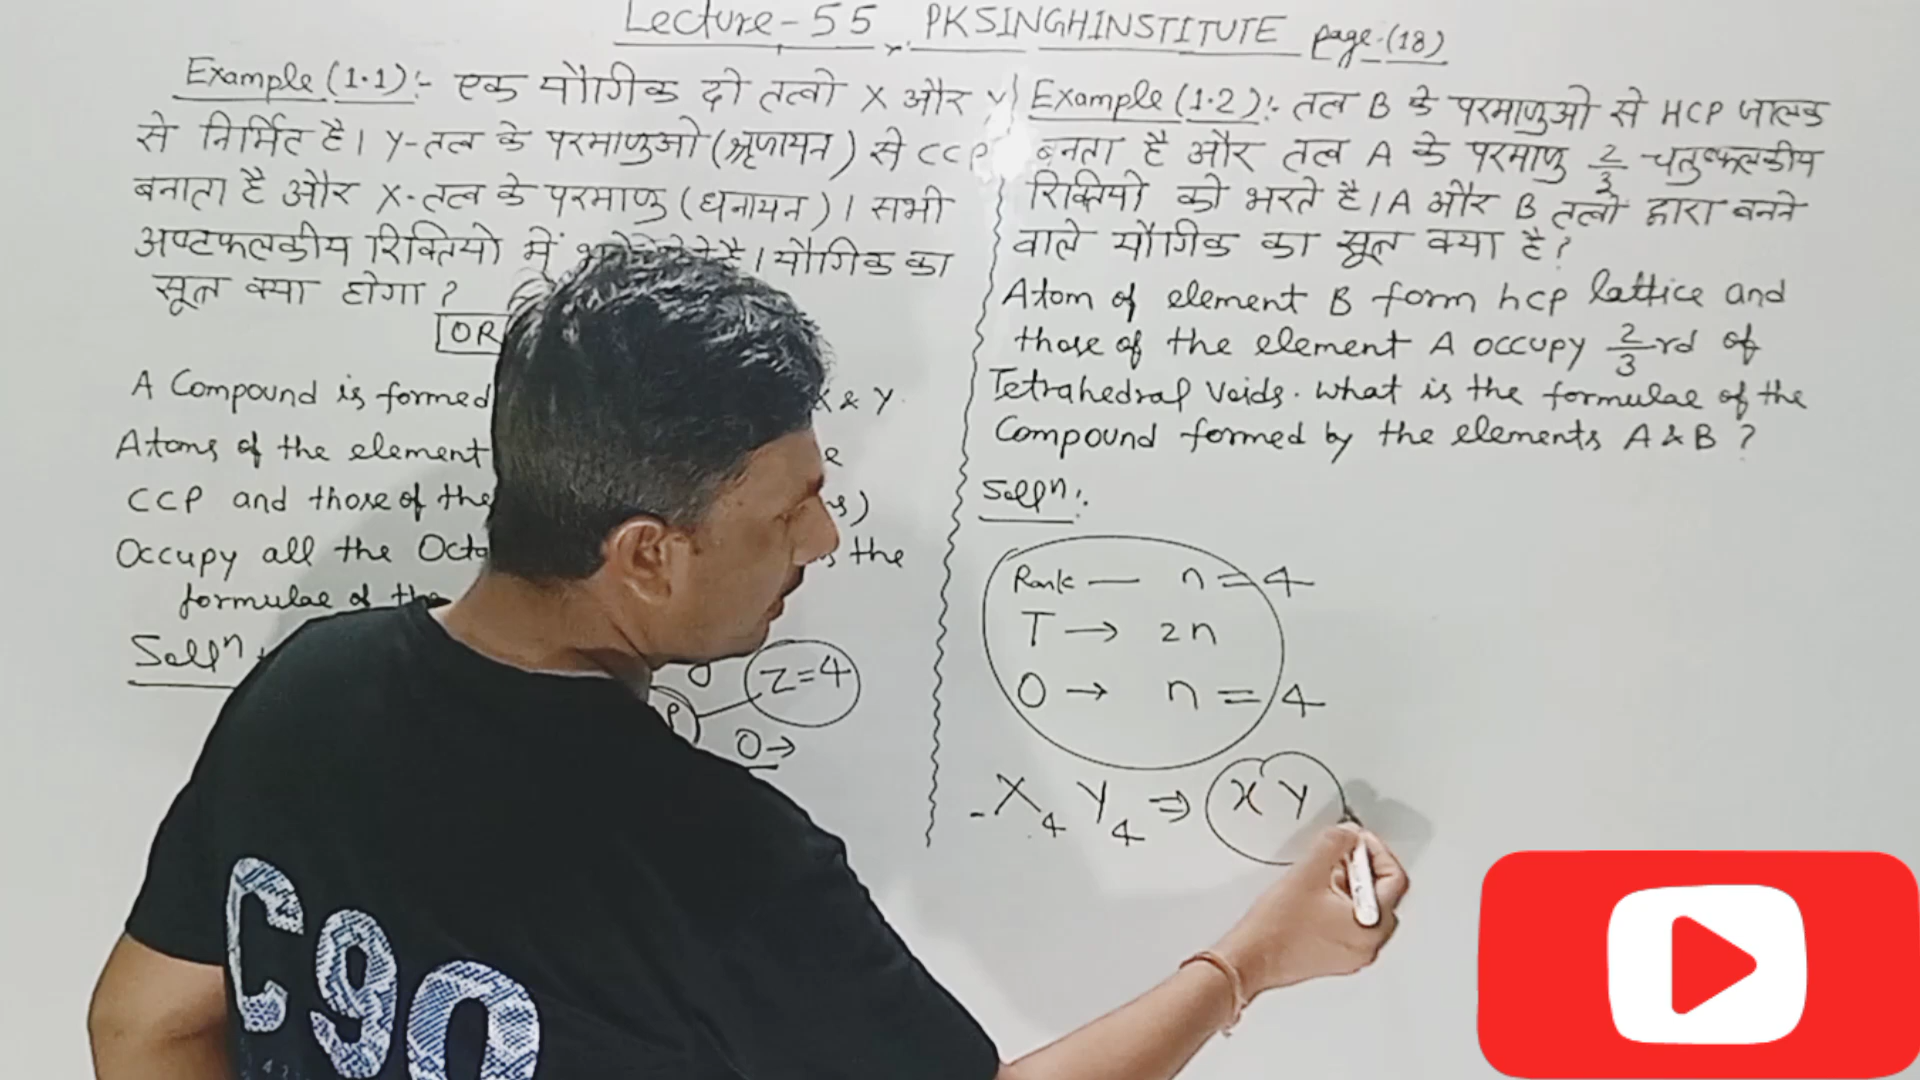 Lecture-55 PKSINGHINSTITUTE page-(18)
Example (1.1):- एक यौगिक दो तत्वो X और Y
से निर्मित है। Y-तत्व के परमाणुओ (ऋणायन) से CCP
बनाता है और X-तत्व के परमाणु (धनायन)। सभी
अष्टफलकीय रिक्तियो में है। यौगिक का
सूत्र क्या होगा ?
OR
A Compound is formed X & Y.
Atoms of the element
CCP and those of the
Occupy all the the
formulae of the
Sollⁿ
Z=4
O→
Example (1.2):- तत्व B के परमाणुओ से HCP जालक
बनता है और तत्व A के परमाणु 2/3 चतुष्फलकीय
रिक्तियो को भरते है। A और B तत्वो द्वारा बनने
वाले यौगिक का सूत्र क्या है?
Atom of element B form hcp lattice and
those of the element A occupy 2/3rd of
Tetrahedral Voids. What is the formulae of the
Compound formed by the elements A & B ?
Sollⁿ:
Rank — n = 4
T → 2n
O → n = 4
X₄ Y₄ ⇒ XY
C90